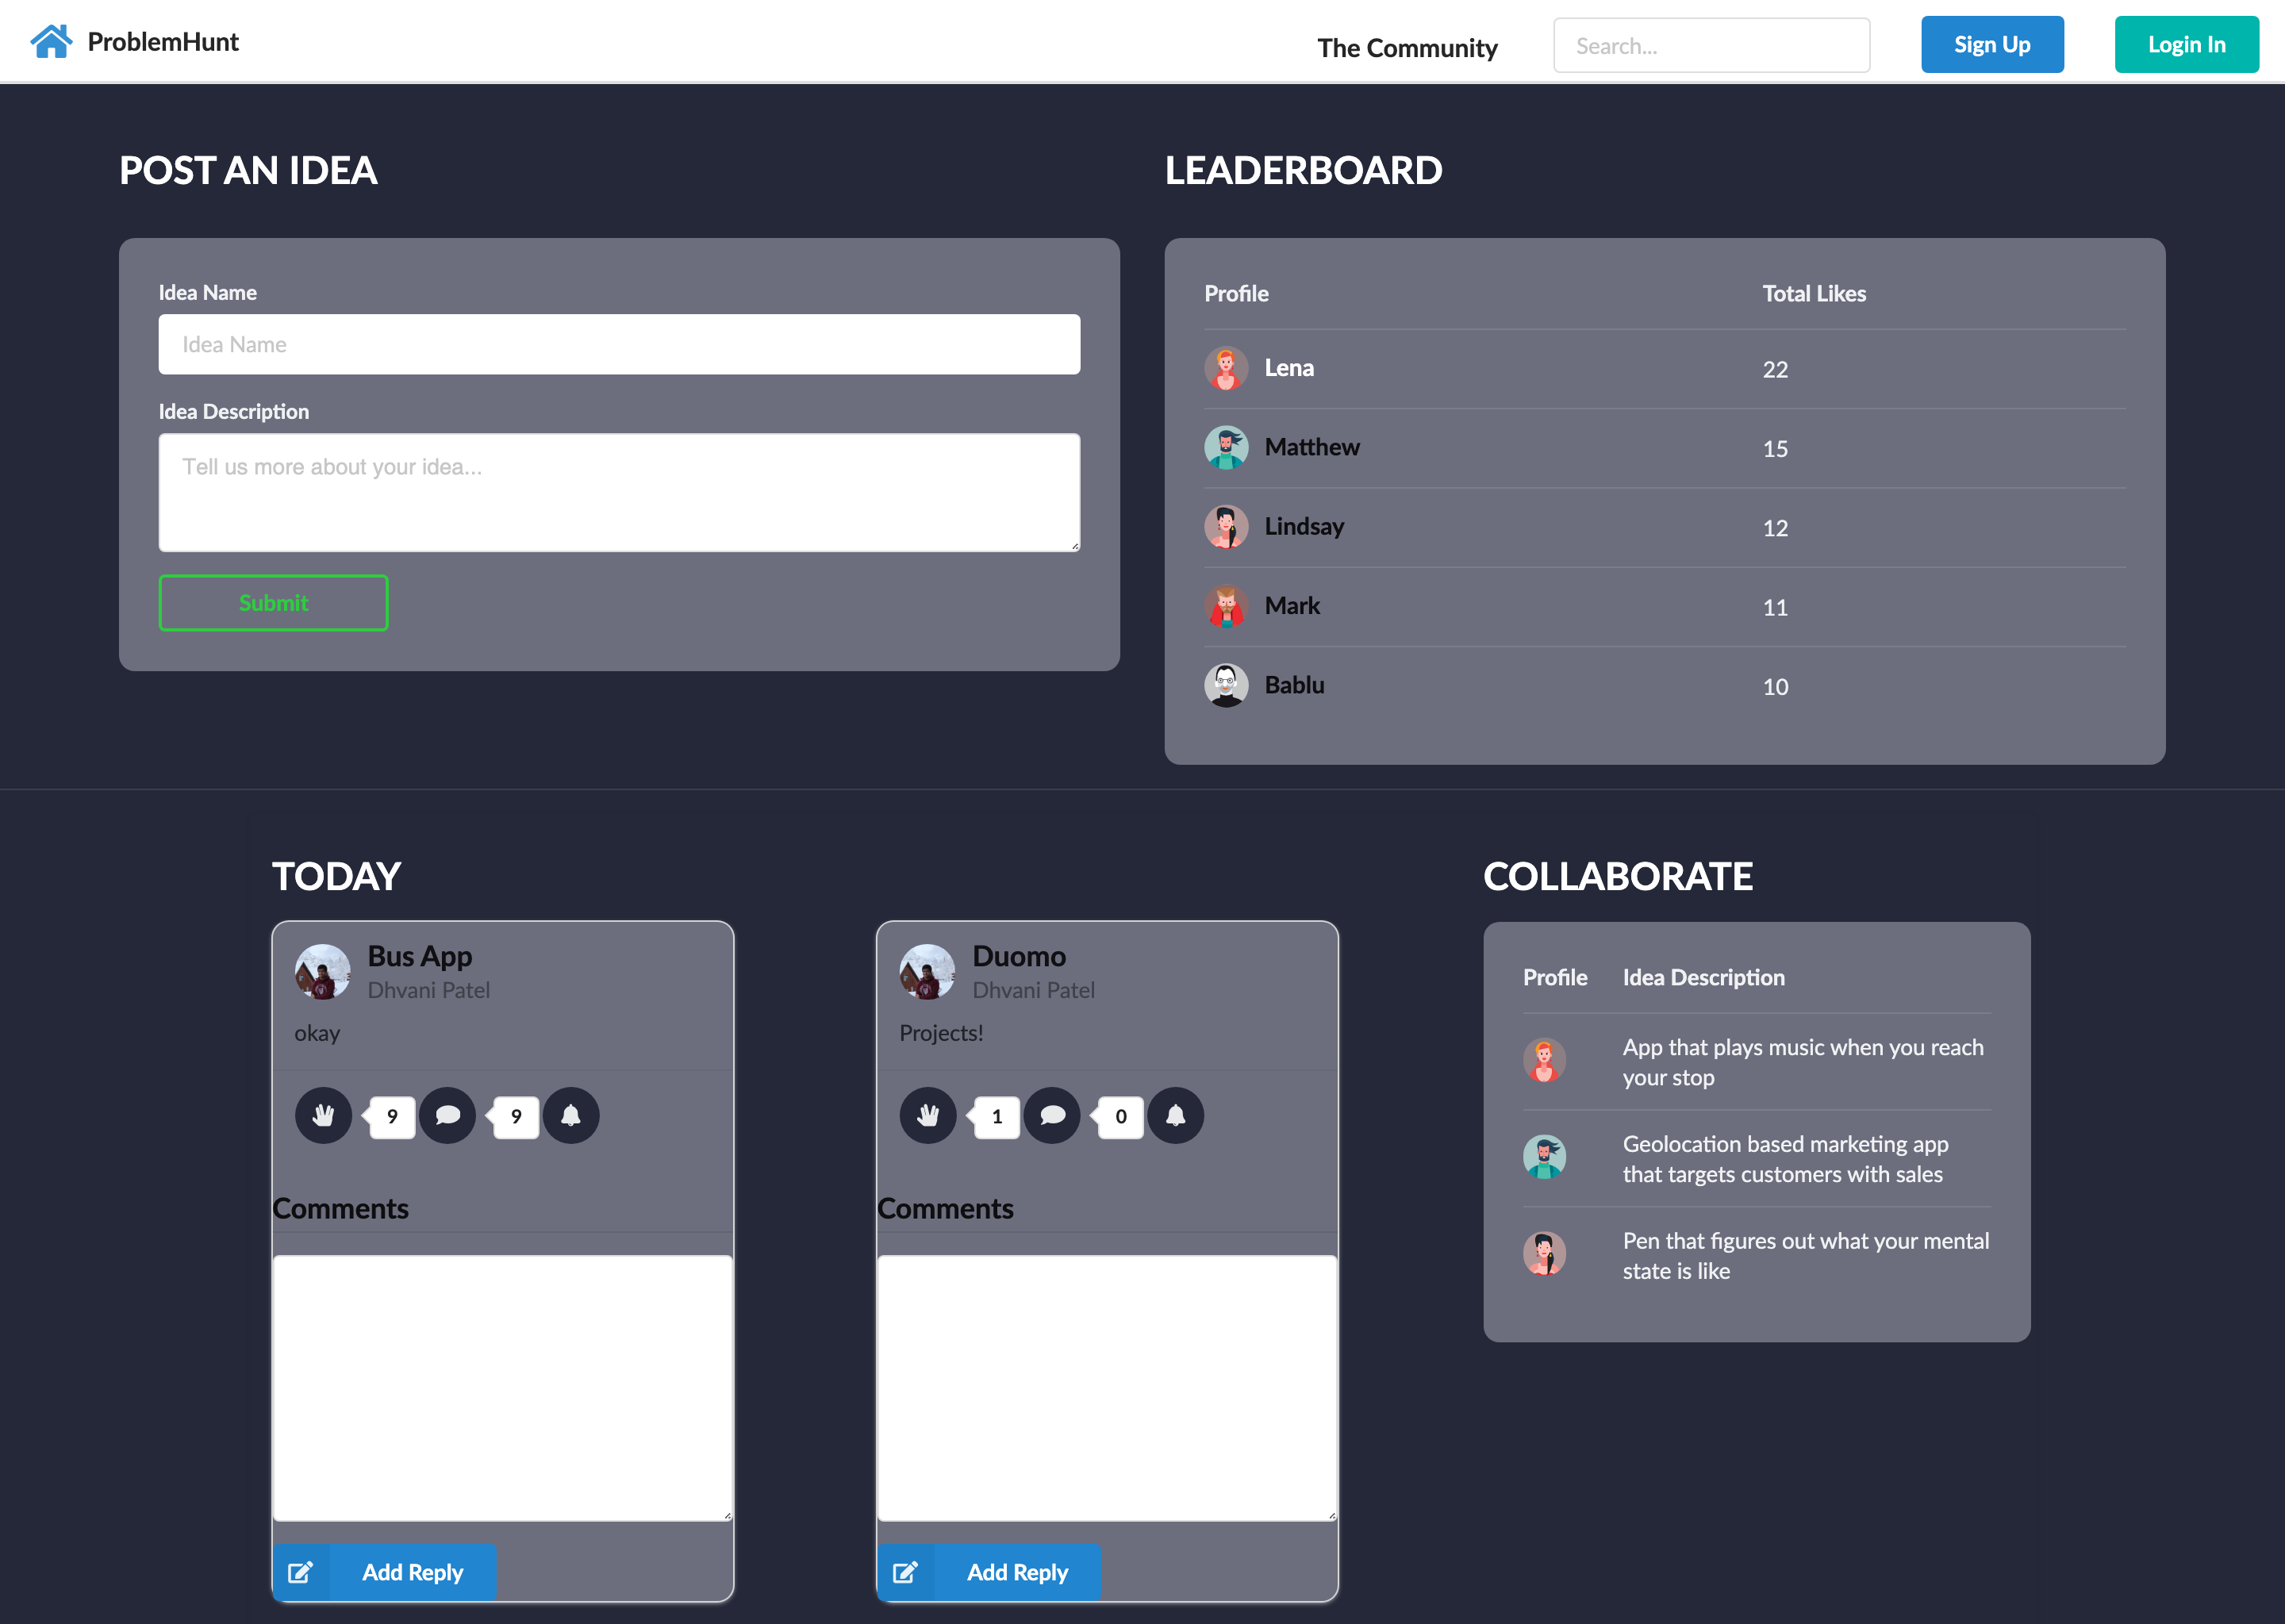 ProblemHunt
The Community
Search...
Sign Up
Login In
POST AN IDEA
Idea Name
Idea Name
Idea Description
Tell us more about your idea...
Submit
LEADERBOARD
Profile Total Likes
Lena 22
Matthew 15
Lindsay 12
Mark 11
Bablu 10
TODAY
Bus App
Dhvani Patel
okay
9 9
Comments
Add Reply
Duomo
Dhvani Patel
Projects!
1 0
Comments
Add Reply
COLLABORATE
Profile Idea Description
App that plays music when you reach
your stop
Geolocation based marketing app
that targets customers with sales
Pen that figures out what your mental
state is like